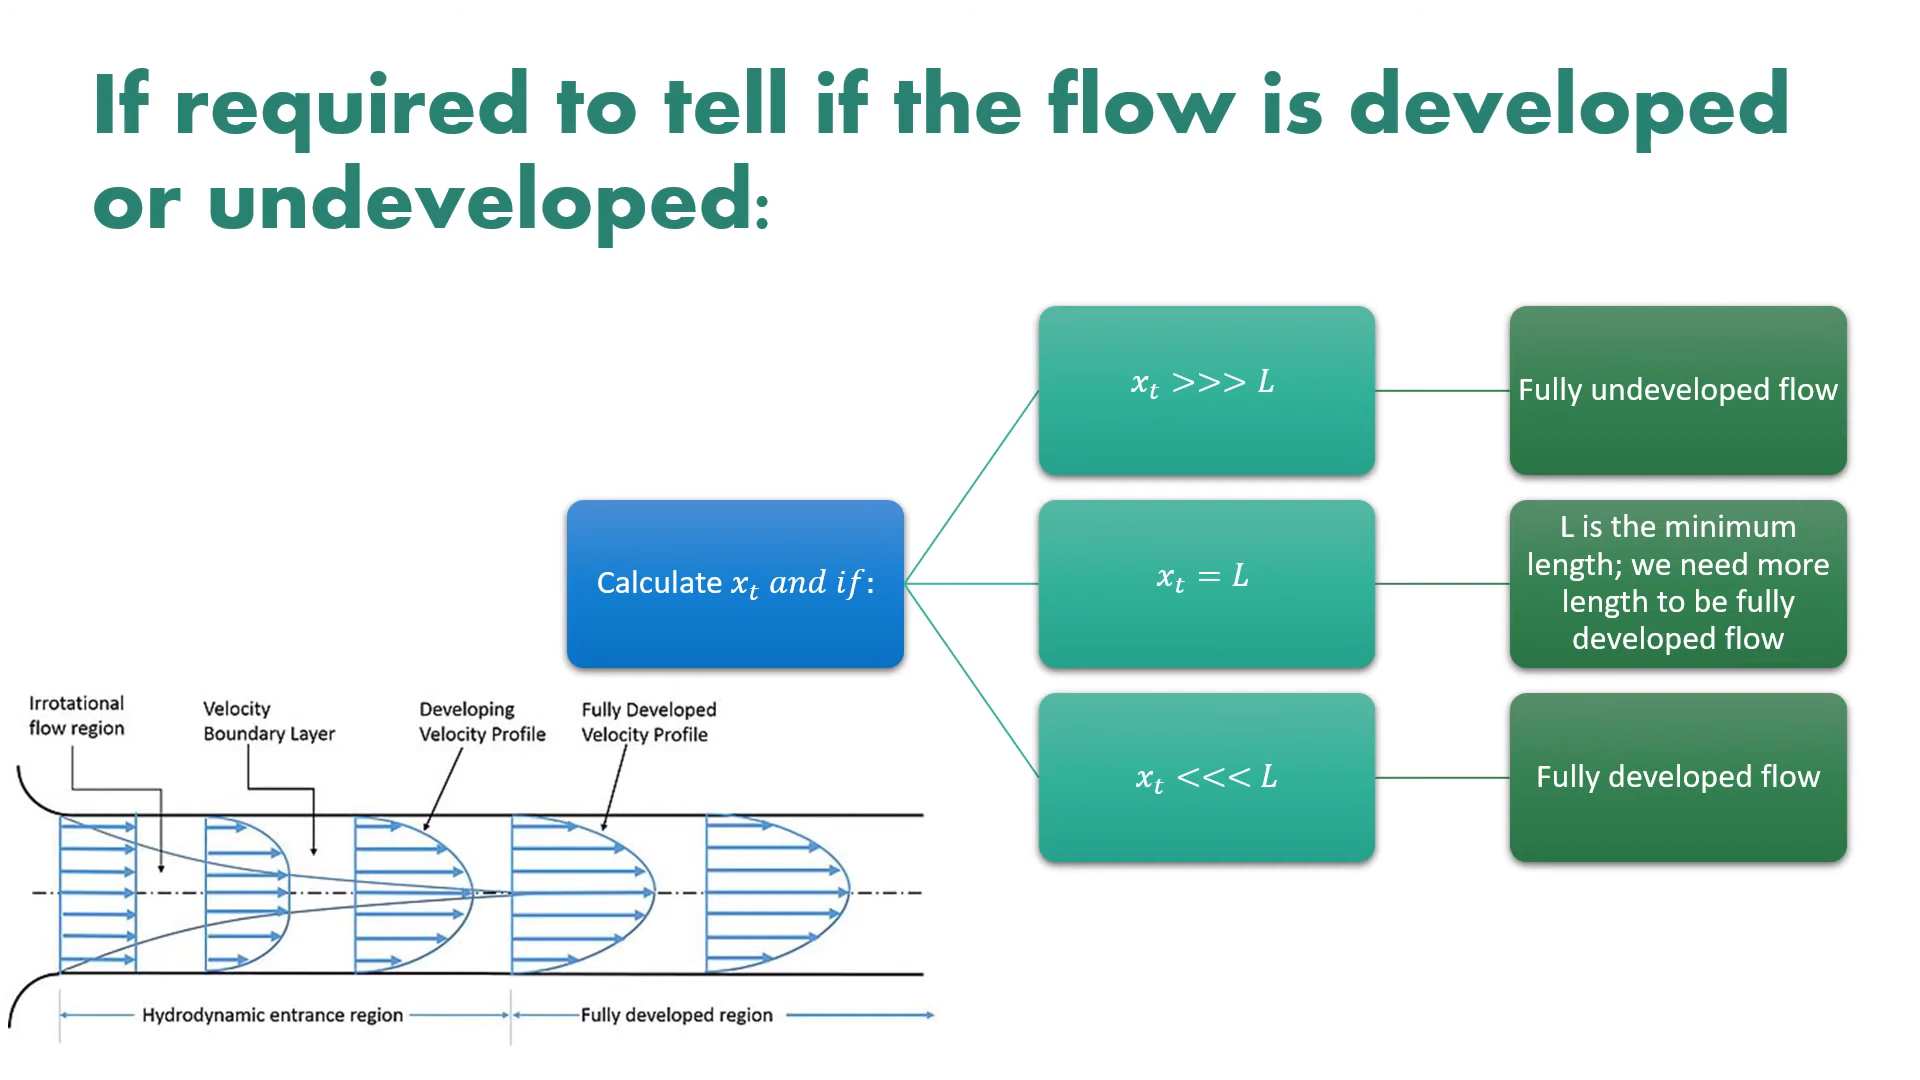 If required to tell if the flow is developed
or undeveloped:
x_t >>> L
Fully undeveloped flow
Calculate x_t and if:
x_t = L
L is the minimum
length; we need more
length to be fully
developed flow
x_t <<< L
Fully developed flow
Irrotational
flow region
Velocity
Boundary Layer
Developing
Velocity Profile
Fully Developed
Velocity Profile
Hydrodynamic entrance region
Fully developed region